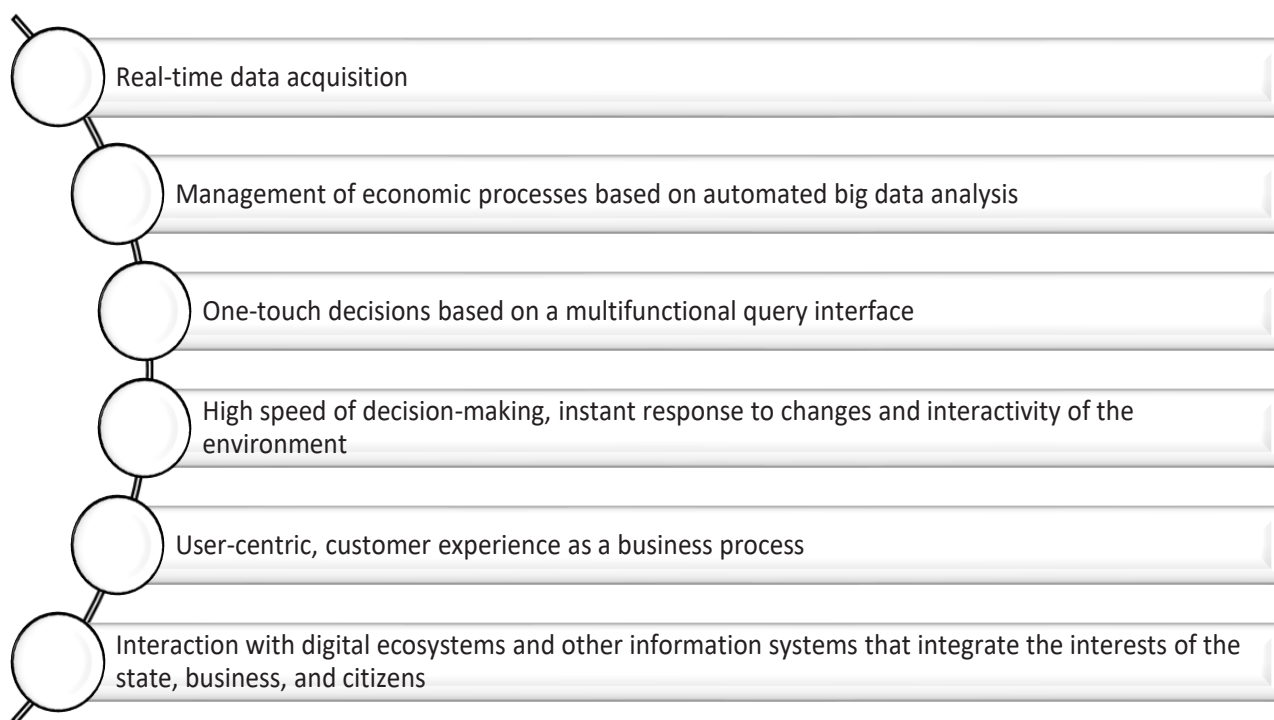 Real-time data acquisition
Management of economic processes based on automated big data analysis
One-touch decisions based on a multifunctional query interface
High speed of decision-making, instant response to changes and interactivity of the
environment
User-centric, customer experience as a business process
Interaction with digital ecosystems and other information systems that integrate the interests of the
state, business, and citizens